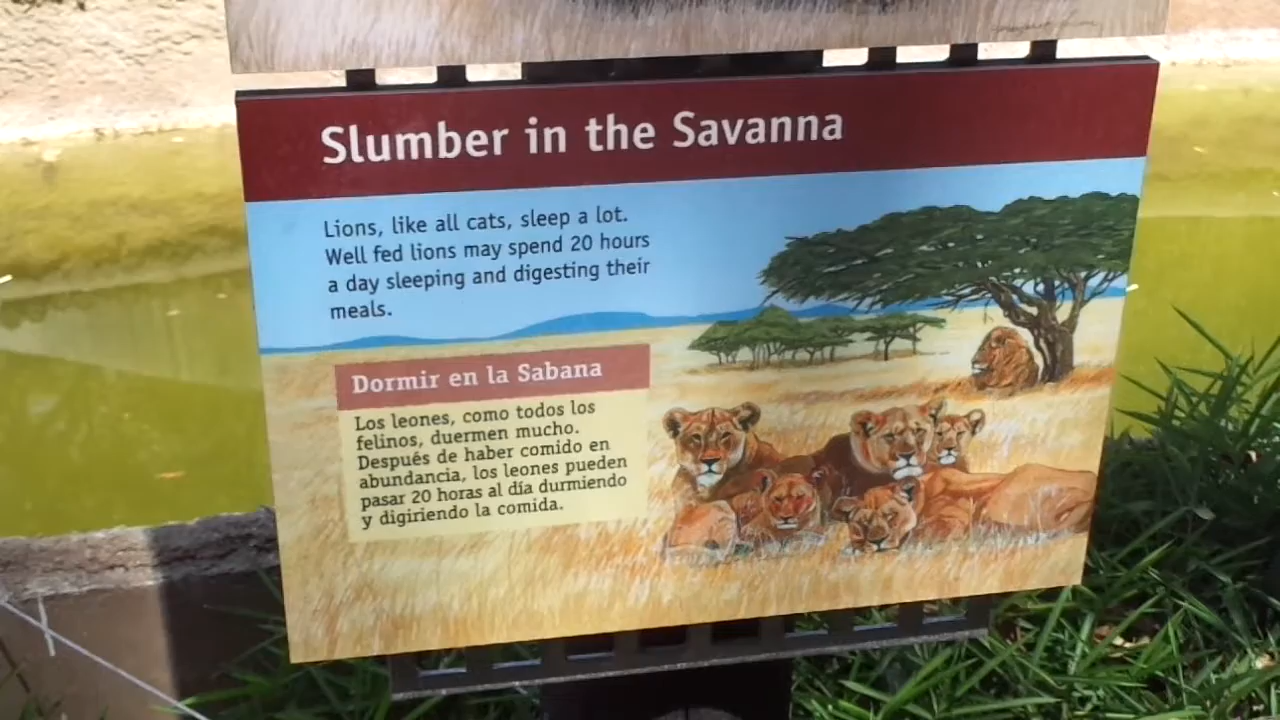 Slumber in the Savanna
Lions, like all cats, sleep a lot.
Well fed lions may spend 20 hours
a day sleeping and digesting their
meals.
Dormir en la Sabana
Los leones, como todos los
felinos, duermen mucho.
Después de haber comido en
abundancia, los leones pueden
pasar 20 horas al día durmiendo
y digiriendo la comida.